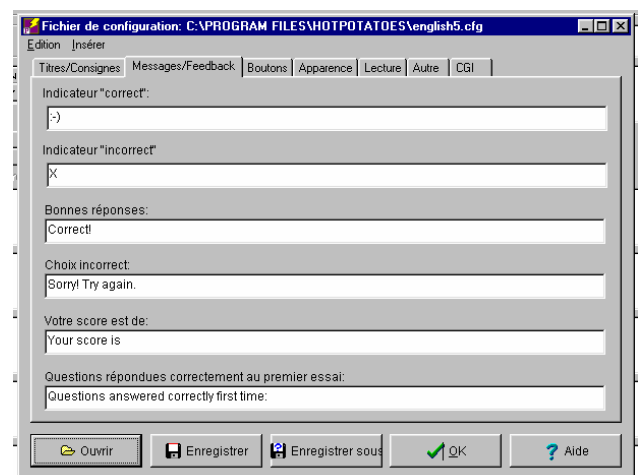 Fichier de configuration: C:\PROGRAM FILES\HOTPOTATOES\english5.cfg
Edition Insérer
Titres/Consignes Messages/Feedback Boutons Apparence Lecture Autre CGI
Indicateur "correct":
:-)
Indicateur "incorrect"
X
Bonnes réponses:
Correct!
Choix incorrect:
Sorry! Try again.
Votre score est de:
Your score is
Questions répondues correctement au premier essai:
Questions answered correctly first time:
Ouvrir Enregistrer Enregistrer sous OK Aide